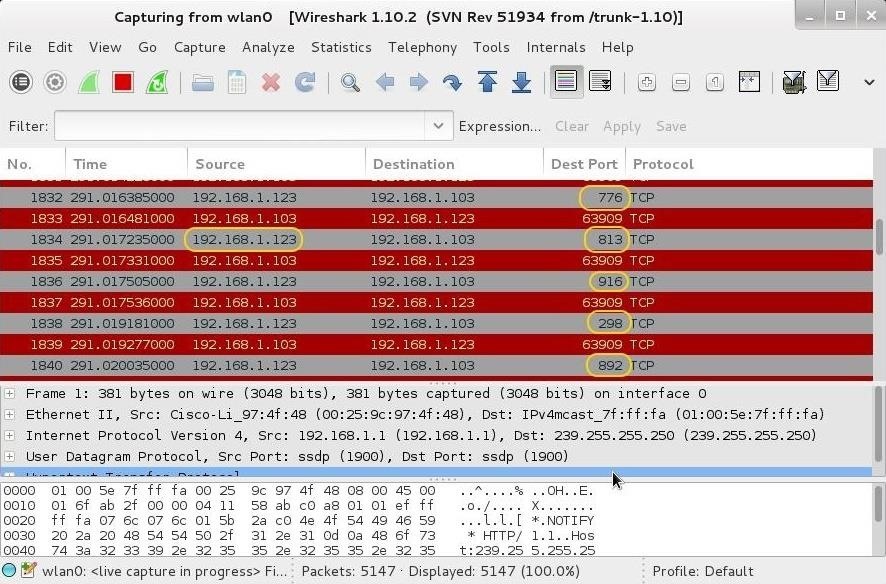 Capturing from wlan0 [Wireshark 1.10.2 (SVN Rev 51934 from /trunk-1.10)]
File Edit View Go Capture Analyze Statistics Telephony Tools Internals Help
Filter: Expression... Clear Apply Save
No. Time Source Destination Dest Port Protocol
1832 291.016385000 192.168.1.123 192.168.1.103 776 TCP
1833 291.016481000 192.168.1.103 192.168.1.123 63909 TCP
1834 291.017235000 192.168.1.123 192.168.1.103 813 TCP
1835 291.017331000 192.168.1.103 192.168.1.123 63909 TCP
1836 291.017505000 192.168.1.123 192.168.1.103 916 TCP
1837 291.017536000 192.168.1.103 192.168.1.123 63909 TCP
1838 291.019181000 192.168.1.123 192.168.1.103 298 TCP
1839 291.019277000 192.168.1.103 192.168.1.123 63909 TCP
1840 291.020035000 192.168.1.123 192.168.1.103 892 TCP
Frame 1: 381 bytes on wire (3048 bits), 381 bytes captured (3048 bits) on interface 0
Ethernet II, Src: Cisco-Li_97:4f:48 (00:25:9c:97:4f:48), Dst: IPv4mcast_7f:ff:fa (01:00:5e:7f:ff:fa)
Internet Protocol Version 4, Src: 192.168.1.1 (192.168.1.1), Dst: 239.255.255.250 (239.255.255.250)
User Datagram Protocol, Src Port: ssdp (1900), Dst Port: ssdp (1900)
Hypertext Transfer Protocol
0000 01 00 5e 7f ff fa 00 25 9c 97 4f 48 08 00 45 00 ..^....% ..OH..E.
0010 01 6f ab 2f 00 00 04 11 58 ab c0 a8 01 01 ef ff .o./.... X.......
0020 ff fa 07 6c 07 6c 01 5b 2a c0 4e 4f 54 49 46 59 ...l.l.[ *.NOTIFY
0030 20 2a 20 48 54 54 50 2f 31 2e 31 0d 0a 48 6f 73 * HTTP/ 1.1..Hos
0040 74 3a 32 33 39 2e 32 35 35 2e 32 35 35 2e 32 35 t:239.25 5.255.25
wlan0: <live capture in progress> Fi... Packets: 5147 · Displayed: 5147 (100.0%) Profile: Default